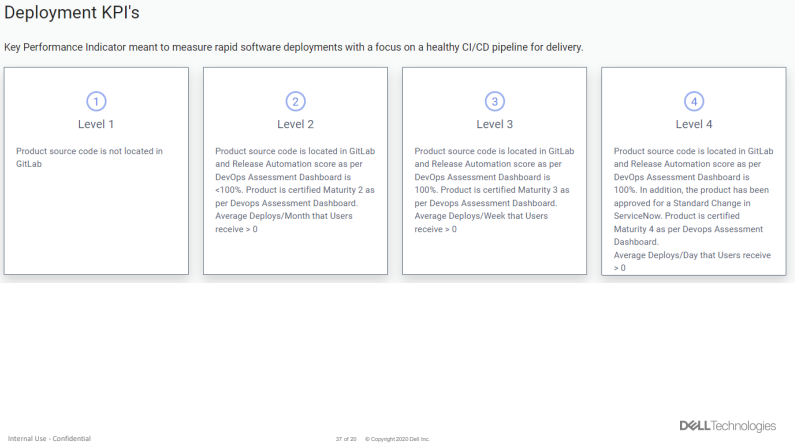 Deployment KPI's
Key Performance Indicator meant to measure rapid software deployments with a focus on a healthy CI/CD pipeline for delivery.
1
Level 1
Product source code is not located in
GitLab
2
Level 2
Product source code is located in GitLab
and Release Automation score as per
DevOps Assessment Dashboard is
<100%. Product is certified Maturity 2 as
per Devops Assessment Dashboard.
Average Deploys/Month that Users
receive > 0
3
Level 3
Product source code is located in GitLab
and Release Automation score as per
DevOps Assessment Dashboard is
100%. Product is certified Maturity 3 as
per Devops Assessment Dashboard.
Average Deploys/Week that Users
receive > 0
4
Level 4
Product source code is located in GitLab
and Release Automation score as per
DevOps Assessment Dashboard is
100%. In addition, the product has been
approved for a Standard Change in
ServiceNow. Product is certified
Maturity 4 as per Devops Assessment
Dashboard.
Average Deploys/Day that Users receive
> 0
DELLTechnologies
Internal Use - Confidential
37 of 20 © Copyright 2020 Dell Inc.